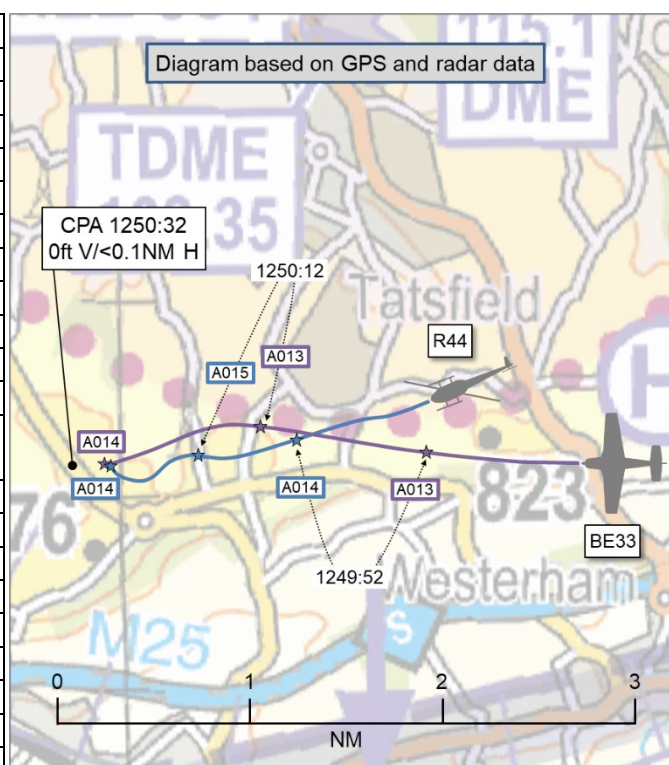 Diagram based on GPS and radar data
115.1
DME
TDME
.35
CPA 1250:32
0ft V/<0.1NM H
1250:12
Tatsfield
R44
A013
A015
A014
A014
A014
A013
823
76
BE33
1249:52
Westerham
M25
S
H
0 1 2 3
NM